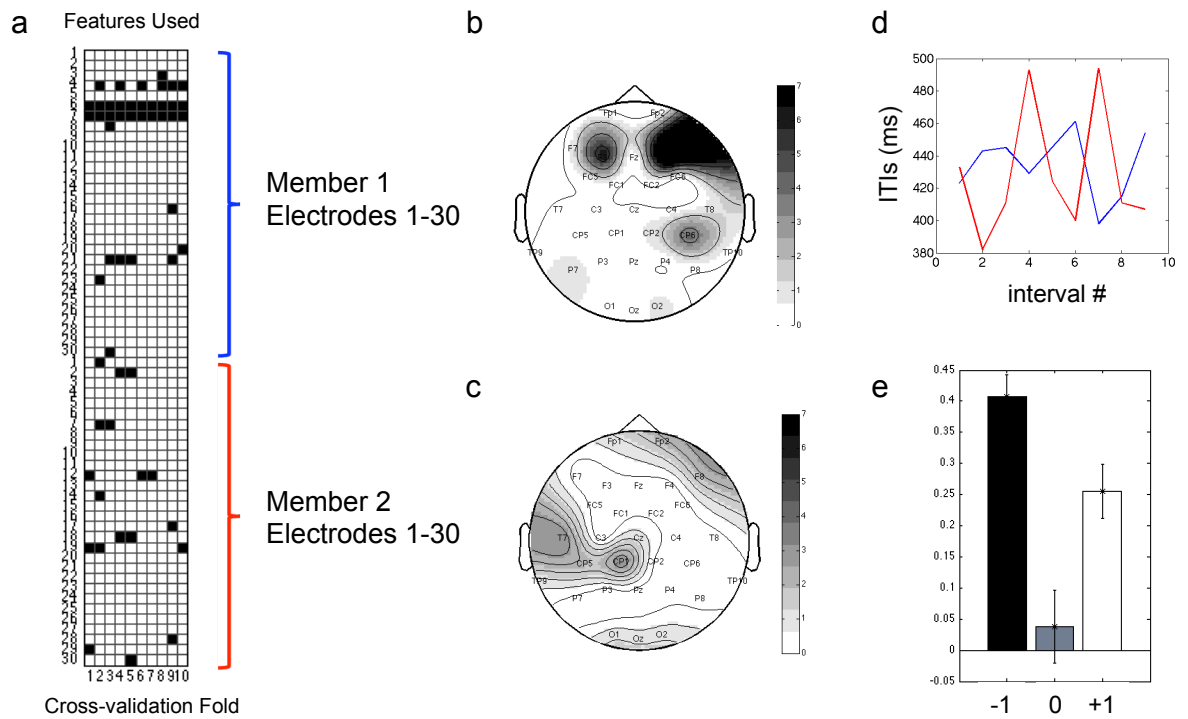 a
Features Used
1
2
3
4
5
6
7
8
9
10
11
12
13
14
15
16
17
18
19
20
21
22
23
24
25
26
27
28
29
30
1
2
3
4
5
6
7
8
9
10
11
12
13
14
15
16
17
18
19
20
21
22
23
24
25
26
27
28
29
30
1 2 3 4 5 6 7 8 9 10
Cross-validation Fold
Member 1
Electrodes 1-30
Member 2
Electrodes 1-30
b
Fp1 Fp2
F7 Fz
FC5 FC1 FC2 FC6
T7 C3 Cz C4 T8
CP5 CP1 CP2 CP6
TP9 TP10
P7 P3 Pz P4 P8
O1 Oz O2
7
6
5
4
3
2
1
0
c
Fp1 Fp2
F7 F3 Fz F4 F8
FC5 FC1 FC2 FC6
T7 C3 Cz C4 T8
CP5 CP1 CP2 CP6
TP9 TP10
P7 P3 Pz P4 P8
O1 Oz O2
7
6
5
4
3
2
1
0
d
ITIs (ms)
500
480
460
440
420
400
380
0 2 4 6 8 10
interval #
e
0.45
0.4
0.35
0.3
0.25
0.2
0.15
0.1
0.05
0
-0.05
-1 0 +1